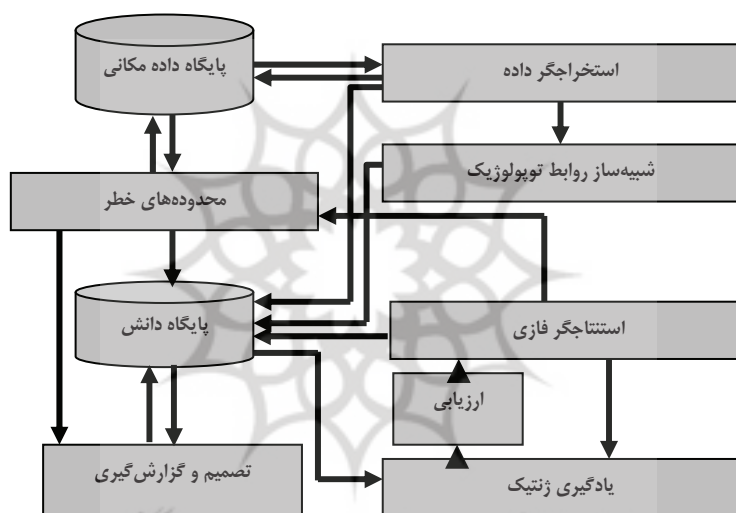 پایگاه داده مکانی
استخراجگر داده
شبیه‌ساز روابط توپولوژیک
محدوده‌های خطر
پایگاه دانش
استنتاجگر فازی
ارزیابی
تصمیم و گزارش‌گیری
یادگیری ژنتیک